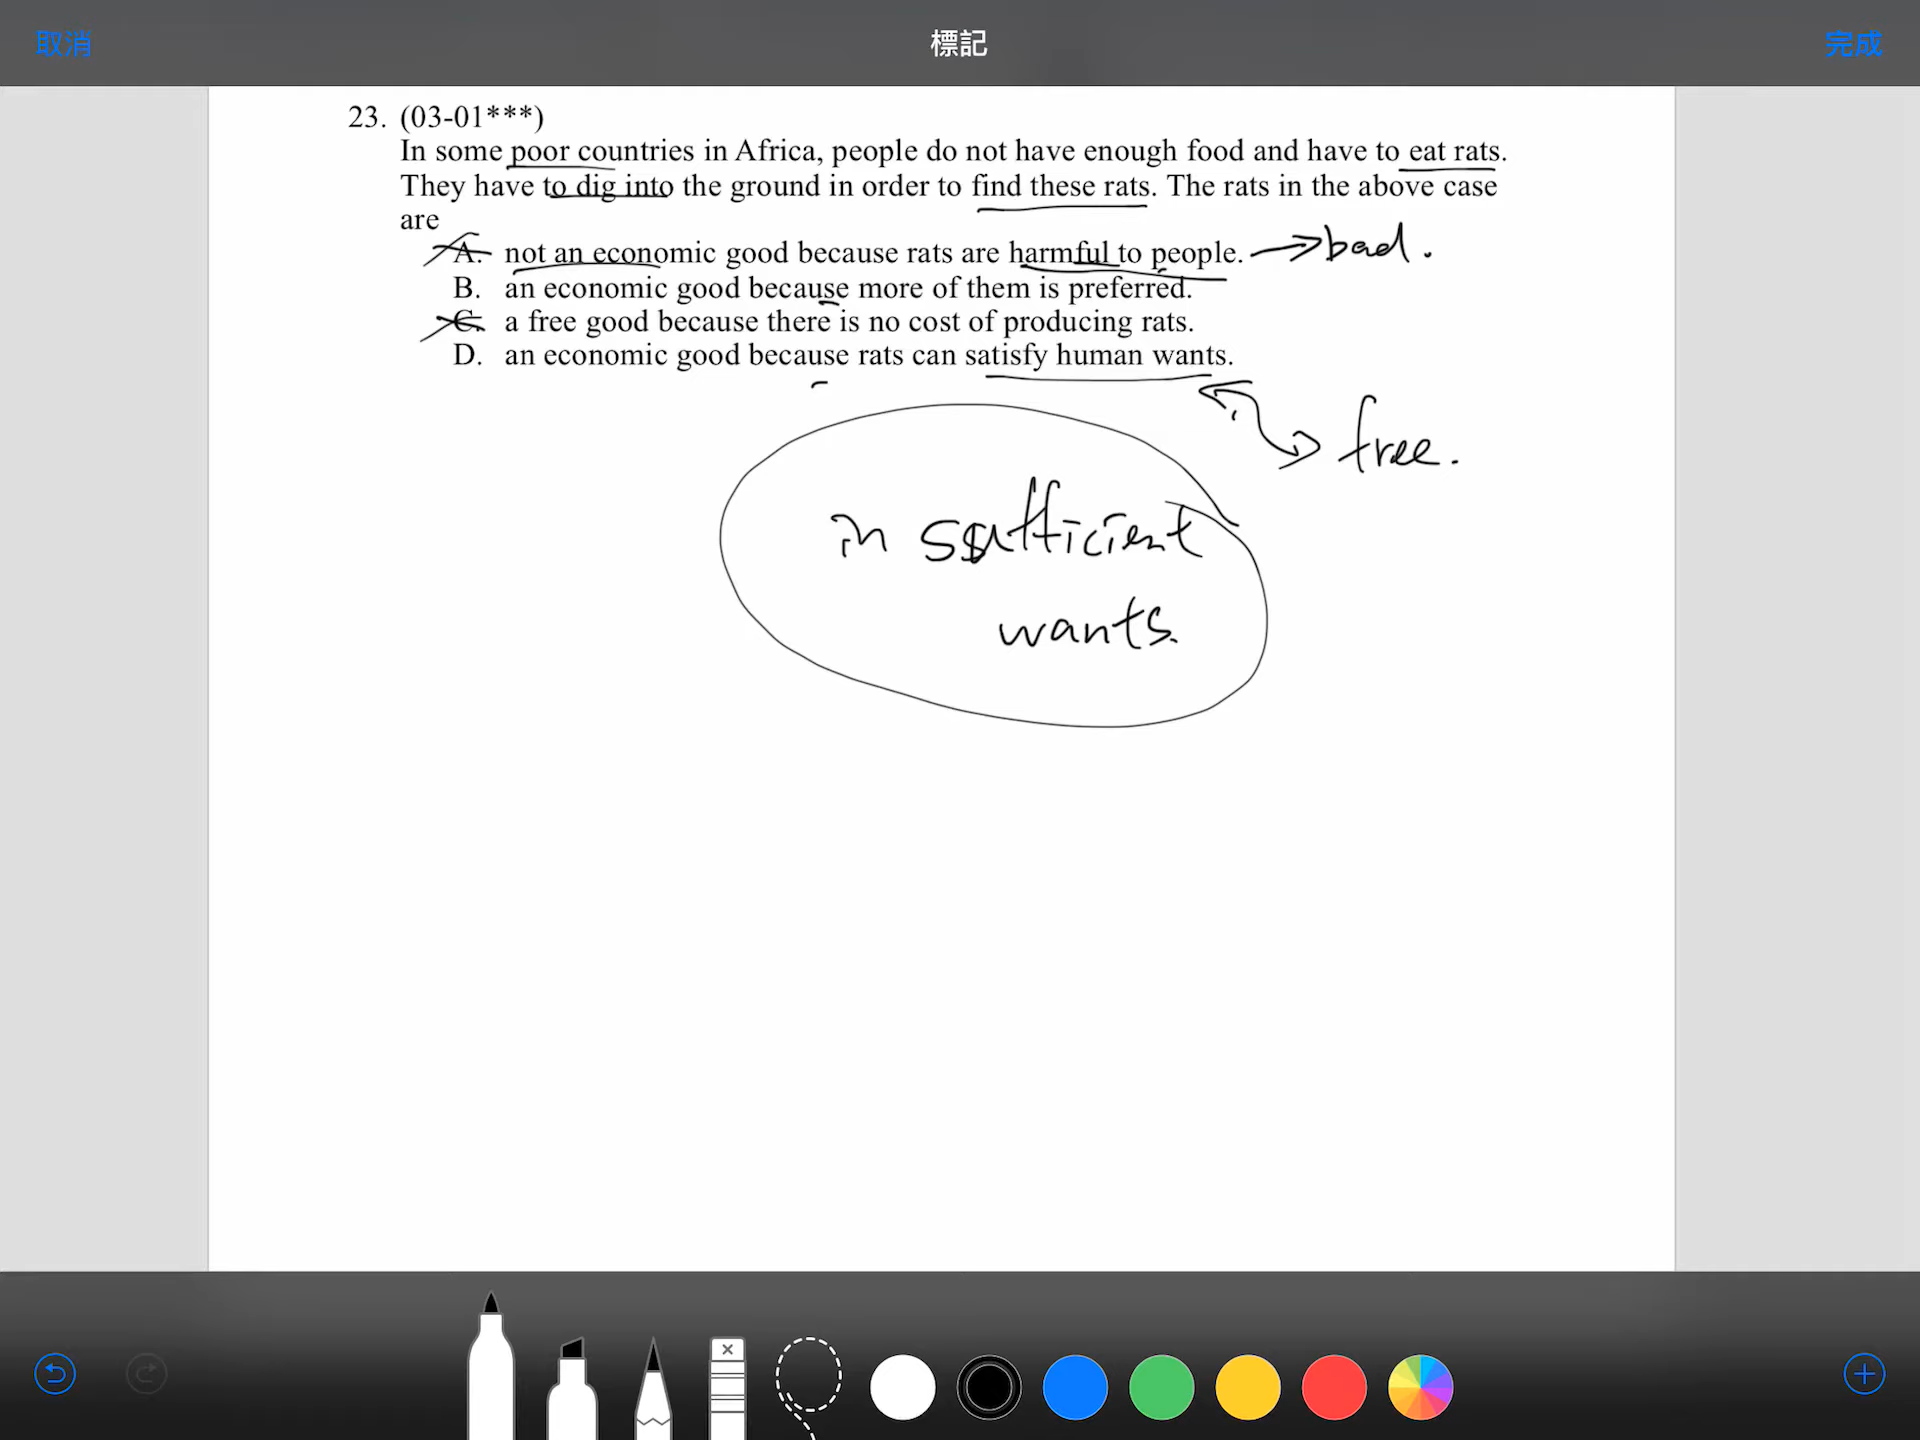 取消
標記
完成
23. (03-01***)
In some poor countries in Africa, people do not have enough food and have to eat rats.
They have to dig into the ground in order to find these rats. The rats in the above case
are
A. not an economic good because rats are harmful to people. → bad.
B. an economic good because more of them is preferred.
C. a free good because there is no cost of producing rats.
D. an economic good because rats can satisfy human wants.
free.
in sufficient
wants.